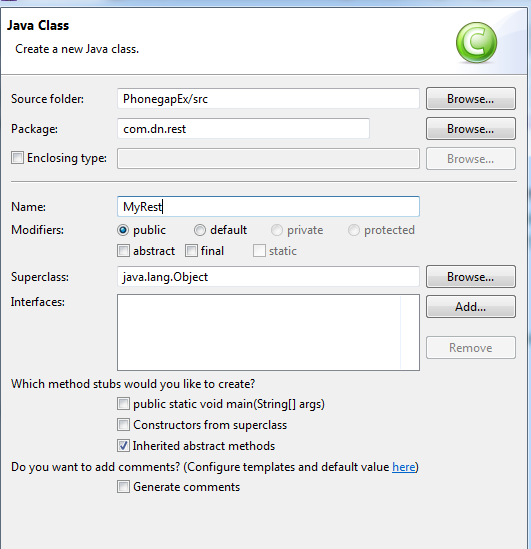 Java Class
Create a new Java class.
C
Source folder: PhonegapEx/src Browse...
Package: com.dn.rest Browse...
Enclosing type: Browse...
Name: MyRest
Modifiers: public default private protected
abstract final static
Superclass: java.lang.Object Browse...
Interfaces: Add...
Remove
Which method stubs would you like to create?
public static void main(String[] args)
Constructors from superclass
Inherited abstract methods
Do you want to add comments? (Configure templates and default value here)
Generate comments